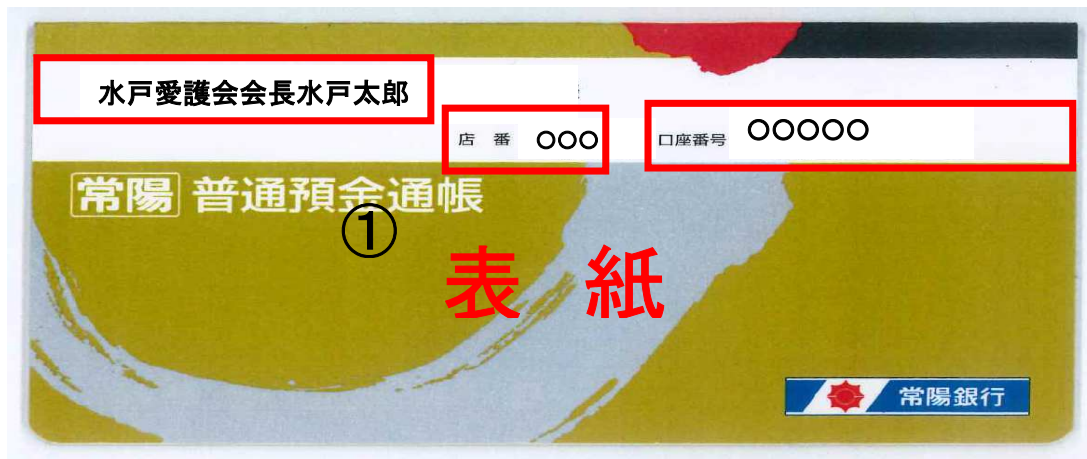 水戸愛護会会長水戸太郎
店番 〇〇〇
口座番号 〇〇〇〇〇
常陽 普通預金通帳
①
表紙
常陽銀行